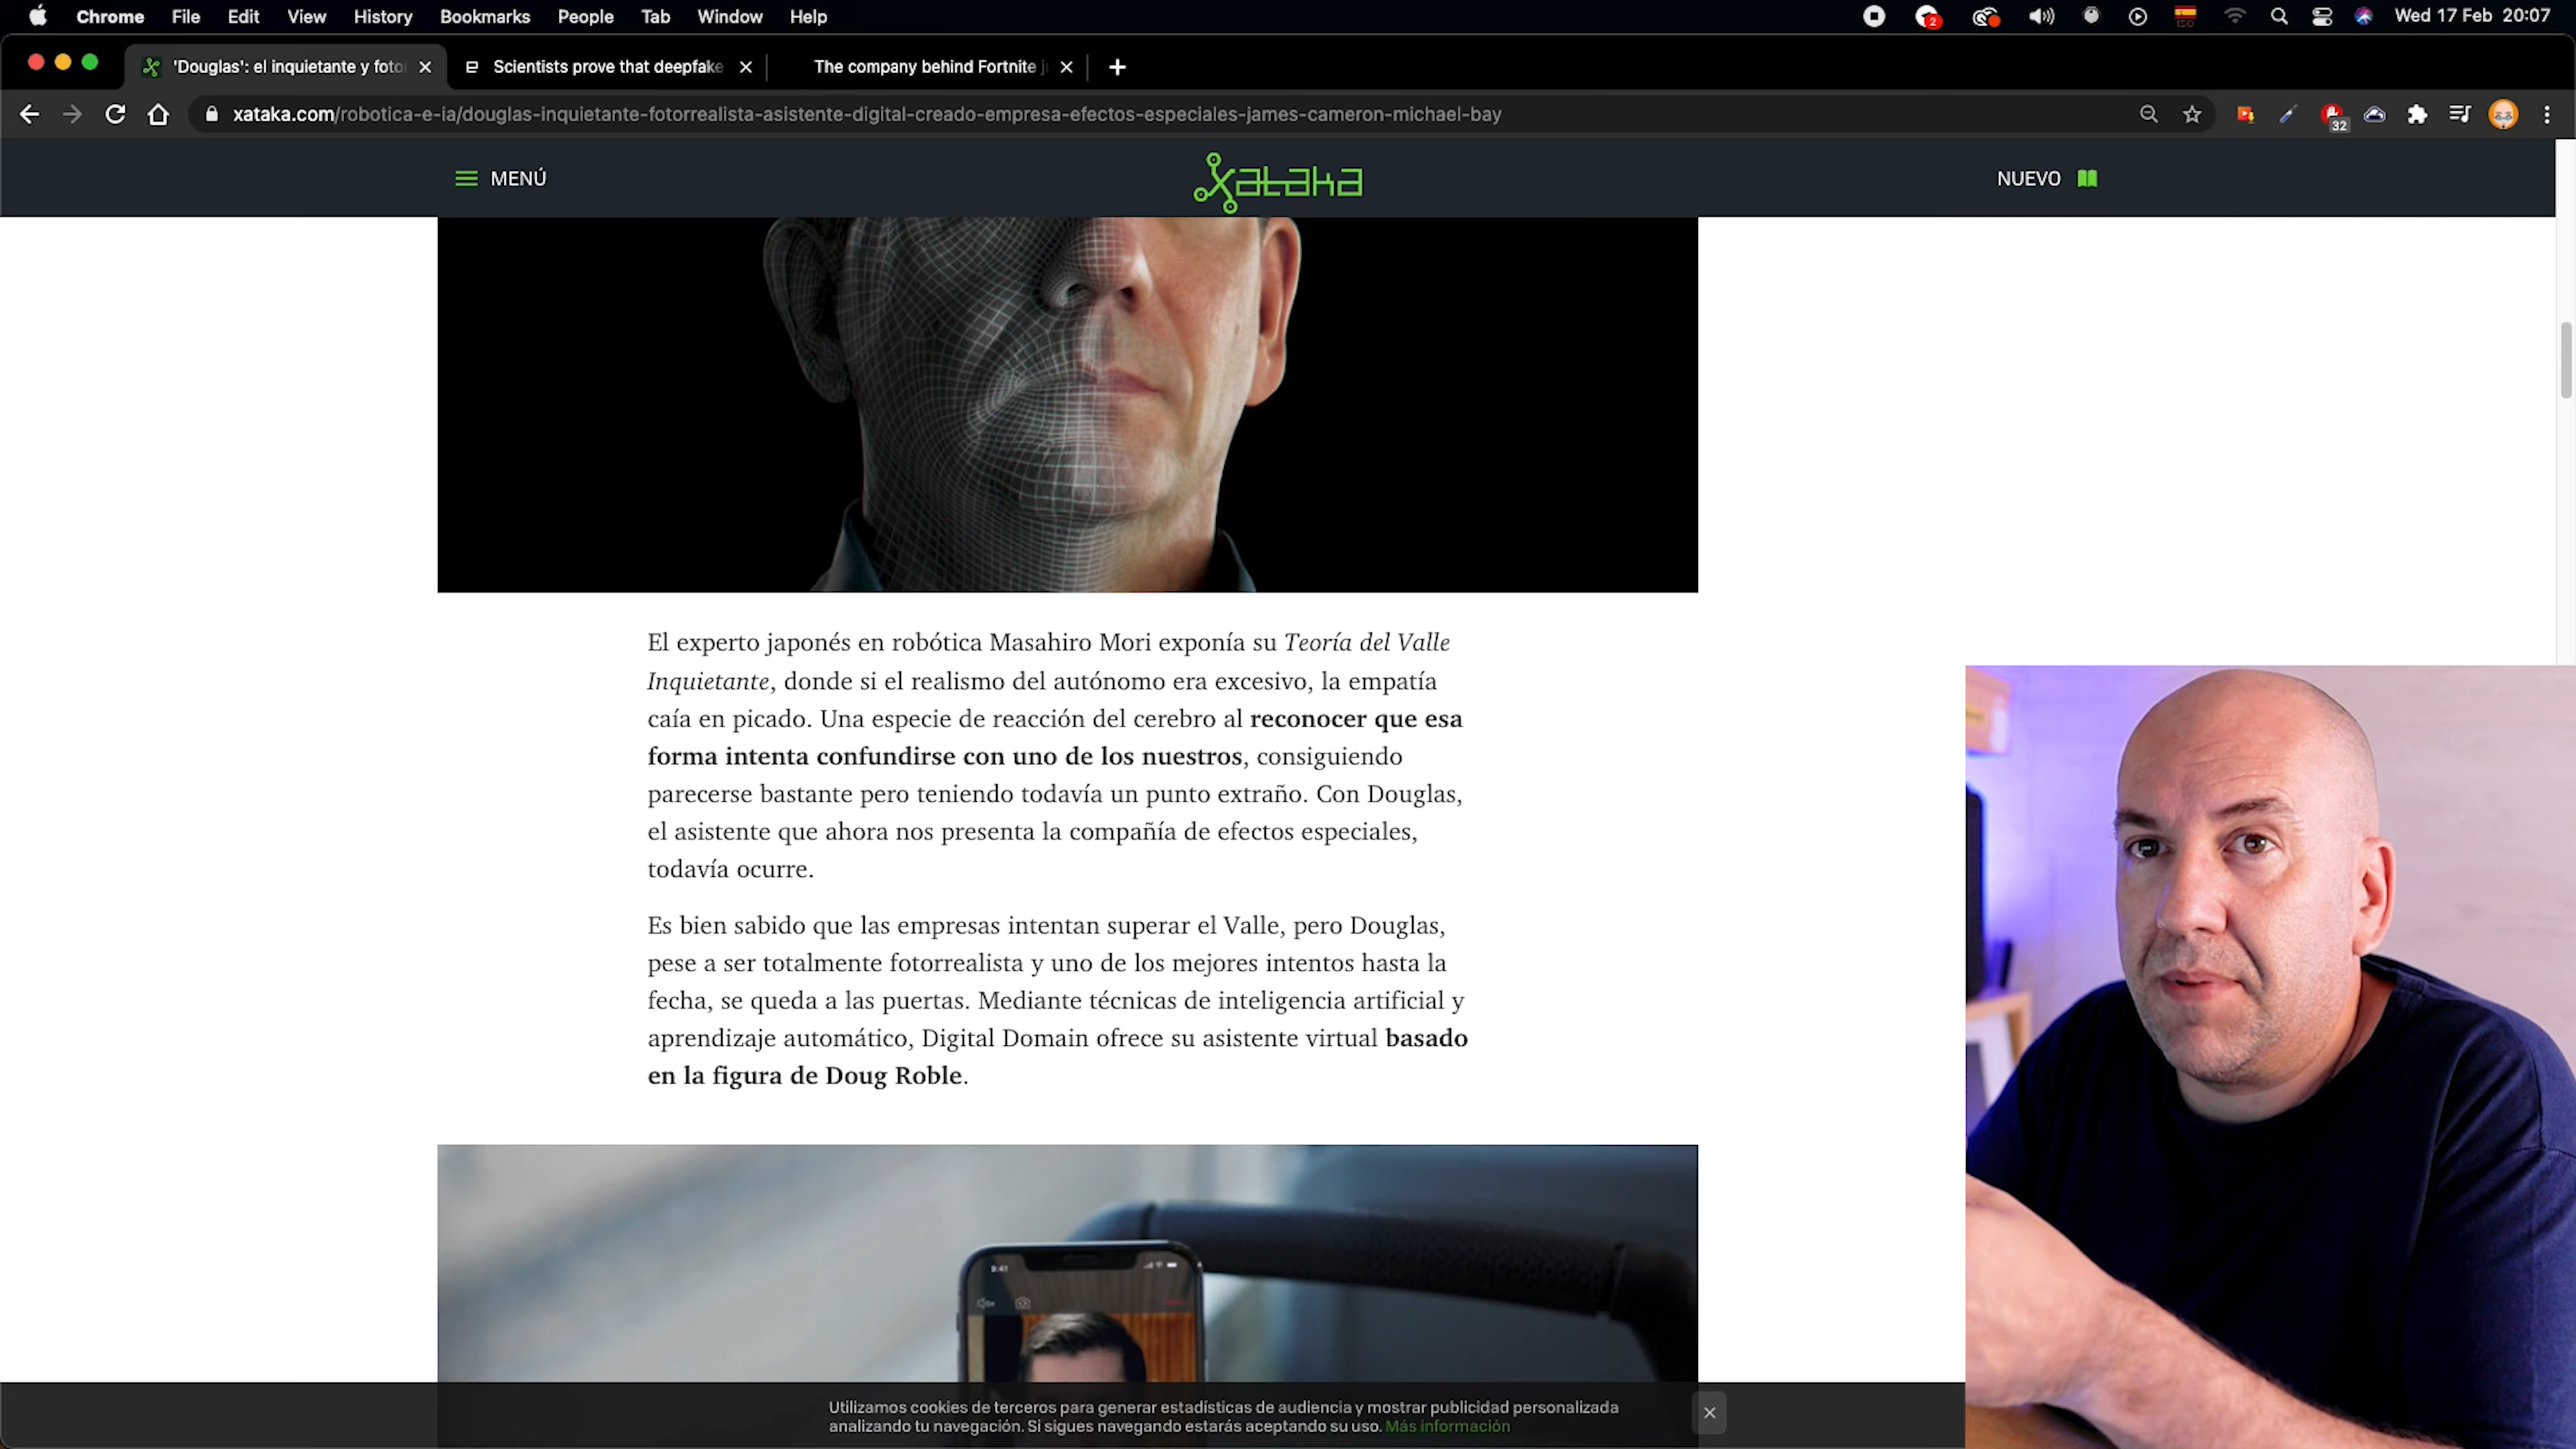 Chrome File Edit View History Bookmarks People Tab Window Help
2
ISO
Wed 17 Feb 20:07
'Douglas': el inquietante y foto
Scientists prove that deepfake
The company behind Fortnite
xataka.com/robotica-e-ia/douglas-inquietante-fotorrealista-asistente-digital-creado-empresa-efectos-especiales-james-cameron-michael-bay
32
MENÚ
xataka
NUEVO
El experto japonés en robótica Masahiro Mori exponía su Teoría del Valle
Inquietante, donde si el realismo del autónomo era excesivo, la empatía
caía en picado. Una especie de reacción del cerebro al reconocer que esa
forma intenta confundirse con uno de los nuestros, consiguiendo
parecerse bastante pero teniendo todavía un punto extraño. Con Douglas,
el asistente que ahora nos presenta la compañía de efectos especiales,
todavía ocurre.
Es bien sabido que las empresas intentan superar el Valle, pero Douglas,
pese a ser totalmente fotorrealista y uno de los mejores intentos hasta la
fecha, se queda a las puertas. Mediante técnicas de inteligencia artificial y
aprendizaje automático, Digital Domain ofrece su asistente virtual basado
en la figura de Doug Roble.
9:41
Utilizamos cookies de terceros para generar estadísticas de audiencia y mostrar publicidad personalizada
analizando tu navegación. Si sigues navegando estarás aceptando su uso. Más información